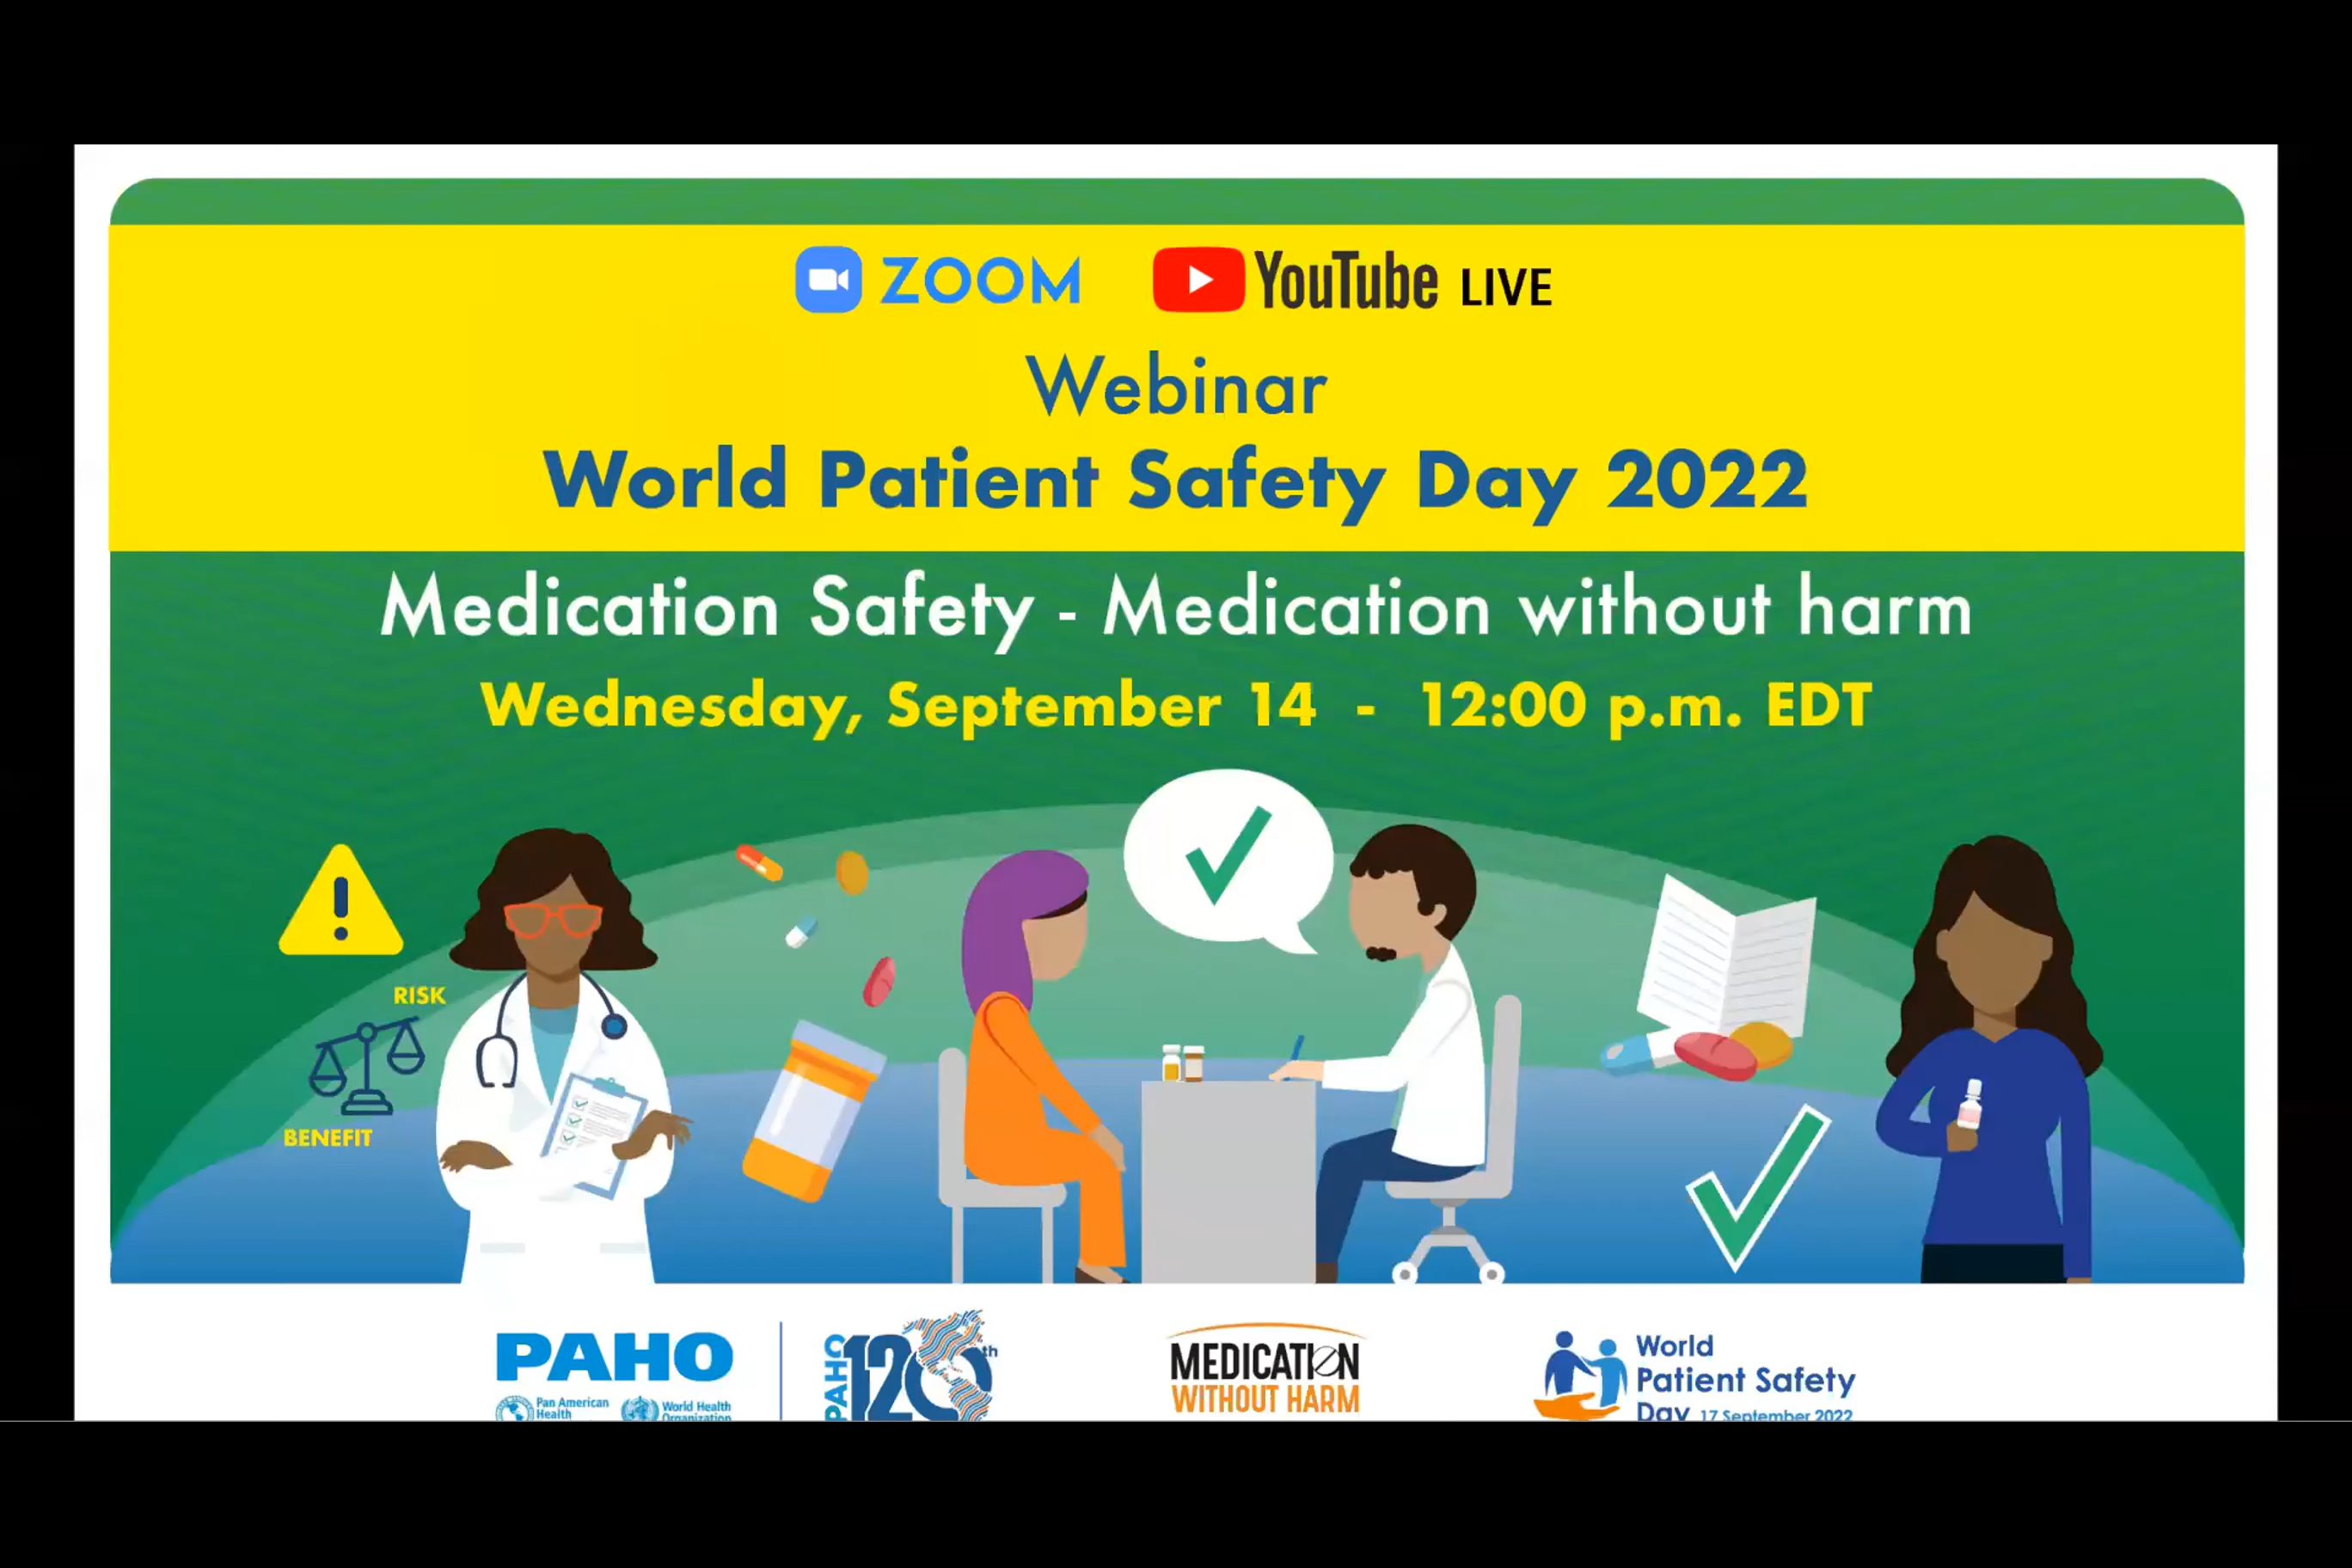 zoom YouTube LIVE
Webinar
World Patient Safety Day 2022
Medication Safety - Medication without harm
Wednesday, September 14 - 12:00 p.m. EDT
RISK
BENEFIT
PAHO
Pan American
Health
World Health
Organization
PAHO
120th
MEDICATION
WITHOUT HARM
World
Patient Safety
Day 17 September 2022